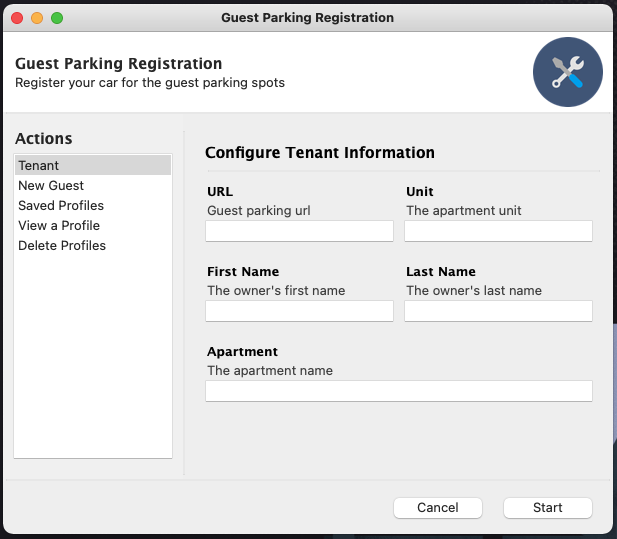 Guest Parking Registration
Guest Parking Registration
Register your car for the guest parking spots
Actions
Tenant
New Guest
Saved Profiles
View a Profile
Delete Profiles
Configure Tenant Information
URL
Guest parking url
Unit
The apartment unit
First Name
The owner's first name
Last Name
The owner's last name
Apartment
The apartment name
Cancel
Start